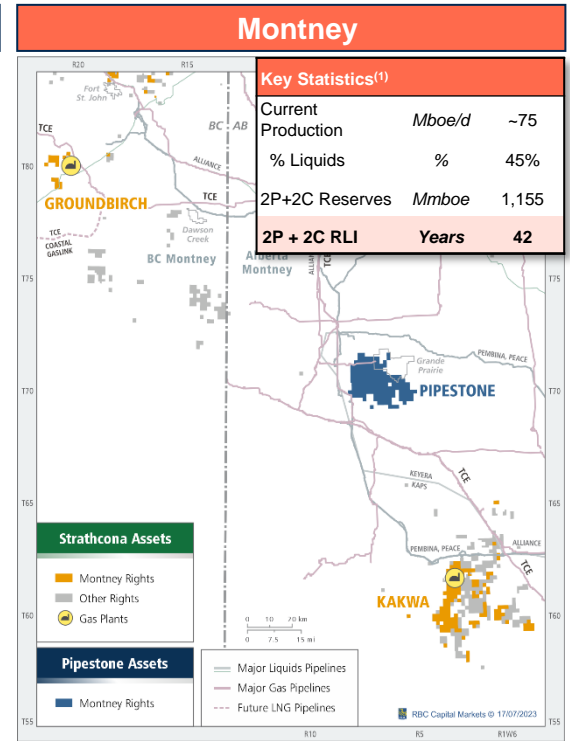 Montney
R20
R15
Key Statistics(1)
Current Production Mboe/d ~75
% Liquids % 45%
2P+2C Reserves Mmboe 1,155
2P + 2C RLI Years 42
Fort St. John
BC AB
TCE
ALLIANCE
T80
GROUNDBIRCH
TCE
TCE
COASTAL GASLINK
Dawson Creek
BC Montney
Alberta Montney
T75
T75
PEMBINA, PEACE
Grande Prairie
T70
PIPESTONE
T70
KEYERA KAPS
TCE
T65
T65
Strathcona Assets
Montney Rights
Other Rights
Gas Plants
PEMBINA, PEACE
ALLIANCE
TCE
KAKWA
T60
T60
0 10 20 km
0 7.5 15 mi
Pipestone Assets
Montney Rights
Major Liquids Pipelines
Major Gas Pipelines
Future LNG Pipelines
RBC Capital Markets © 17/07/2023
T55
T55
R10
R5
R1W6